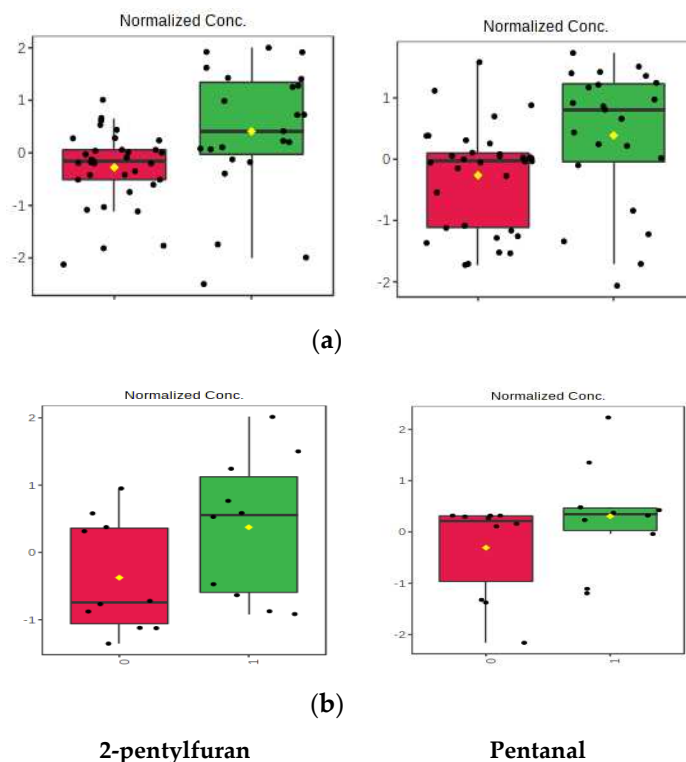 Normalized Conc.
Normalized Conc.
2
1
0
-1
-2
1
0
-1
-2
(a)
Normalized Conc.
Normalized Conc.
2
1
0
-1
0
1
2
1
0
-1
-2
0
1
(b)
2-pentylfuran
Pentanal